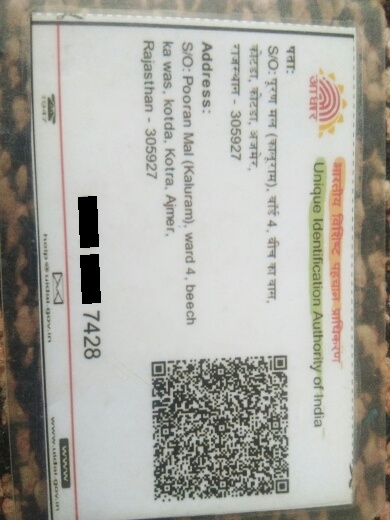 भारतीय विशिष्ट पहचान प्राधिकरण
Unique Identification Authority of India
आधार
पता:
S/O: पूरण मल (कालूराम), वार्ड 4, बीच का वास,
कोटडा, कोटडा, अजमेर,
राजस्थान - 305927
Address:
S/O: Pooran Mal (Kaluram), ward 4, beech
ka was, kotda, Kotra, Ajmer,
Rajasthan - 305927
7428
1947
help@uidai.gov.in
www
www.uidai.gov.in